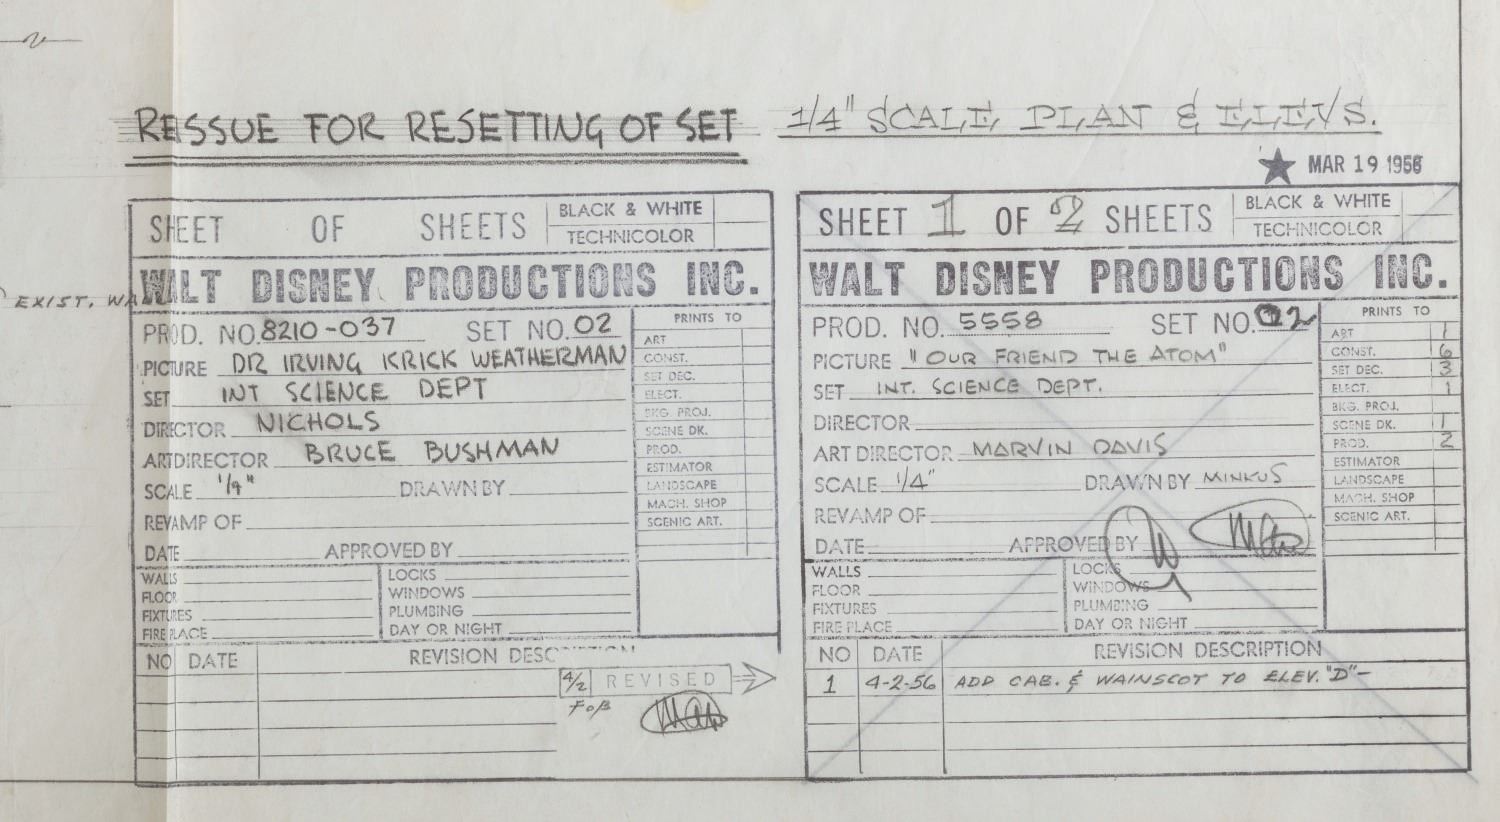 REISSUE FOR RESETTING OF SET
1/4" SCALE PLAN & ELEVS.
★ MAR 19 1956
EXIST.
SHEET OF SHEETS
BLACK & WHITE
TECHNICOLOR
WALT DISNEY PRODUCTIONS INC.
PROD. NO. 8210-037 SET NO. 02
PICTURE DR IRVING KRICK WEATHERMAN
SET INT SCIENCE DEPT
DIRECTOR NICHOLS
ART DIRECTOR BRUCE BUSHMAN
SCALE 1/4" DRAWN BY
REVAMP OF
DATE APPROVED BY
PRINTS TO
ART
CONST.
SET DEC.
ELECT.
BKG. PROJ.
SCENE DK.
PROD.
ESTIMATOR
LANDSCAPE
MACH. SHOP
SCENIC ART.
WALLS LOCKS
FLOOR WINDOWS
FIXTURES PLUMBING
FIRE PLACE DAY OR NIGHT
NO DATE REVISION
4/2 REVISED
SHEET 1 OF 2 SHEETS
BLACK & WHITE
TECHNICOLOR
WALT DISNEY PRODUCTIONS INC.
PROD. NO. 5558 SET NO. 02
PICTURE "OUR FRIEND THE ATOM"
SET INT. SCIENCE DEPT.
DIRECTOR
ART DIRECTOR MARVIN DAVIS
SCALE 1/4" DRAWN BY MINKUS
REVAMP OF
DATE APPROVED BY
PRINTS TO
ART 1
CONST. 6
SET DEC. 3
ELECT. 1
BKG. PROJ.
SCENE DK. 1
PROD. 2
ESTIMATOR
LANDSCAPE
MACH. SHOP
SCENIC ART.
WALLS LOCKS
FLOOR WINDOWS
FIXTURES PLUMBING
FIRE PLACE DAY OR NIGHT
NO DATE REVISION DESCRIPTION
1 4-2-56 ADD CAB. & WAINSCOT TO ELEV. "D"-